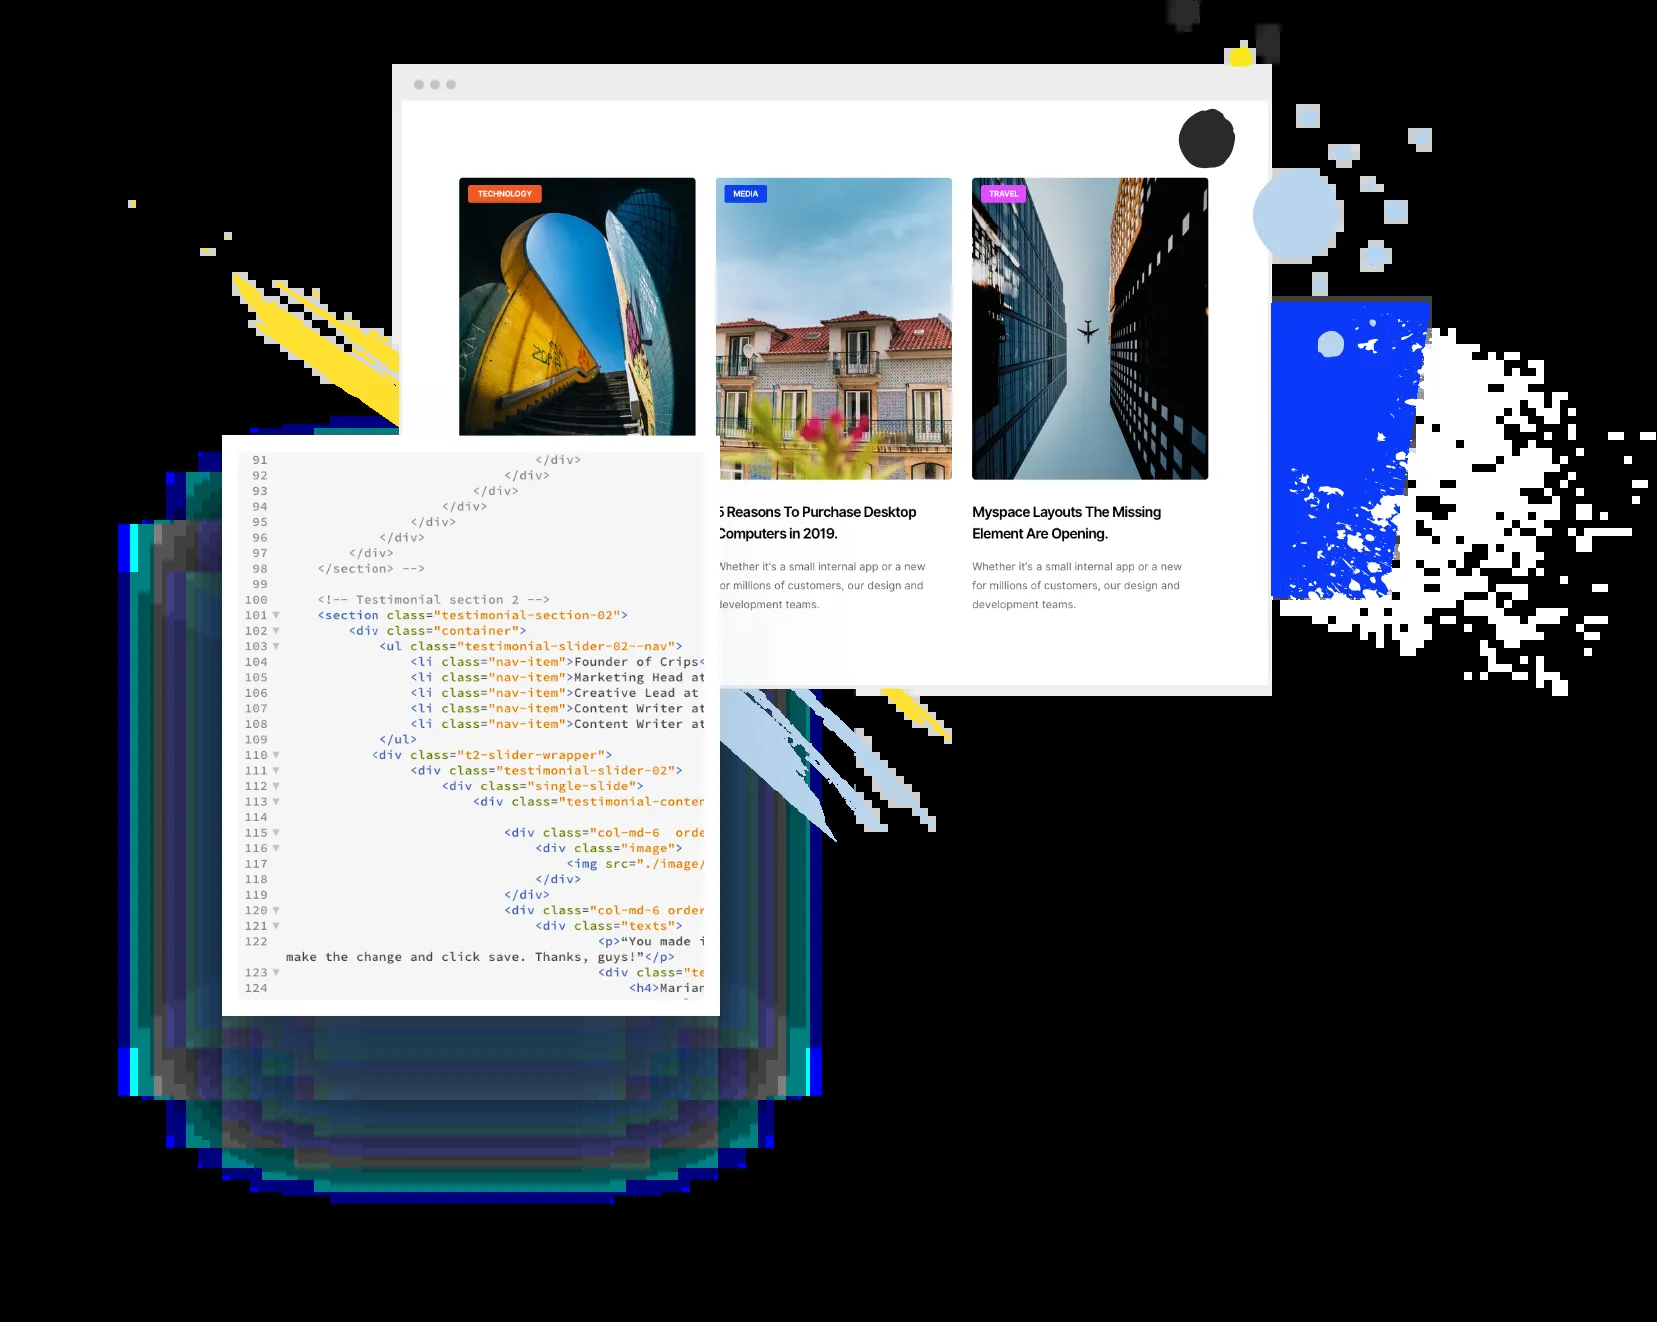 TECHNOLOGY
MEDIA
TRAVEL
5 Reasons To Purchase Desktop
Computers in 2019.
Whether it's a small internal app or a new
for millions of customers, our design and
development teams.
Myspace Layouts The Missing
Element Are Opening.
Whether it's a small internal app or a new
for millions of customers, our design and
development teams.
91 </div>
92 </div>
93 </div>
94 </div>
95 </div>
96 </div>
97 </div>
98 </section> -->
99
100 <!-- Testimonial section 2 -->
101 <section class="testimonial-section-02">
102 <div class="container">
103 <ul class="testimonial-slider-02--nav">
104 <li class="nav-item">Founder of Crips<
105 <li class="nav-item">Marketing Head at
106 <li class="nav-item">Creative Lead at
107 <li class="nav-item">Content Writer at
108 <li class="nav-item">Content Writer at
109 </ul>
110 <div class="t2-slider-wrapper">
111 <div class="testimonial-slider-02">
112 <div class="single-slide">
113 <div class="testimonial-conten
114
115 <div class="col-md-6 orde
116 <div class="image">
117 <img src="./image/
118 </div>
119 </div>
120 <div class="col-md-6 order
121 <div class="texts">
122 <p>“You made i
make the change and click save. Thanks, guys!”</p>
123 <div class="te
124 <h4>Marian